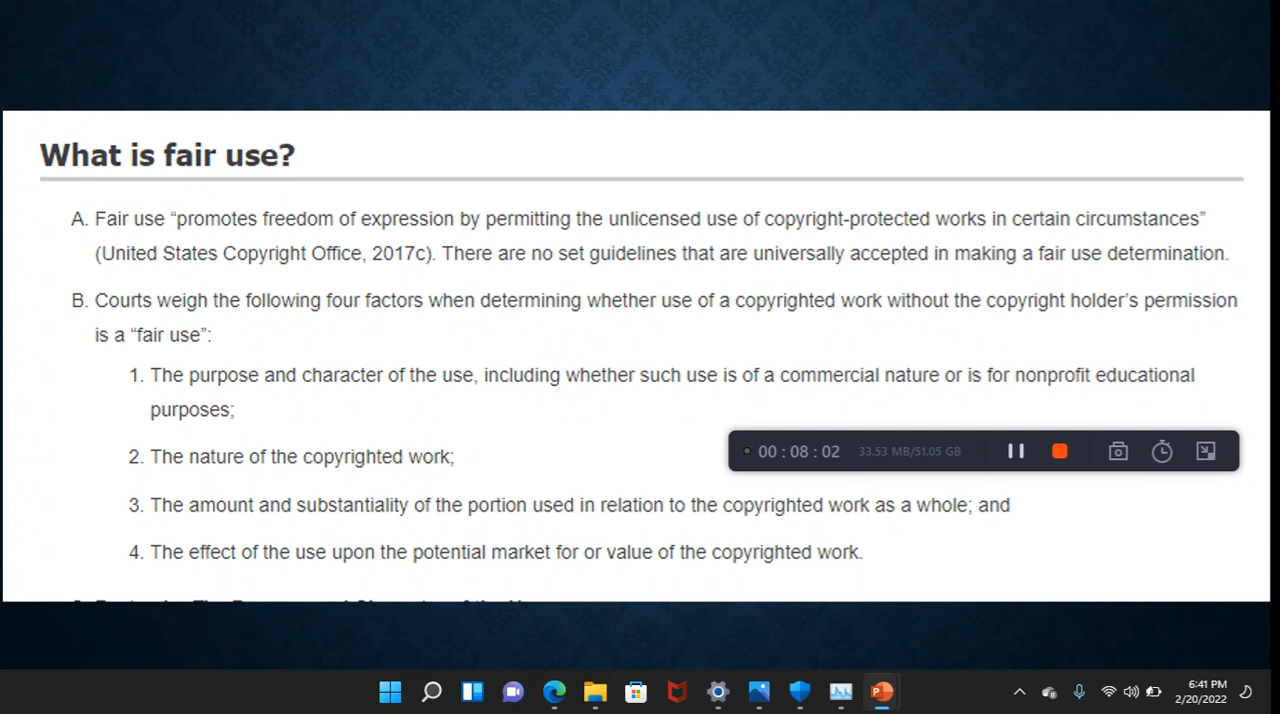 What is fair use?
A. Fair use “promotes freedom of expression by permitting the unlicensed use of copyright-protected works in certain circumstances”
(United States Copyright Office, 2017c). There are no set guidelines that are universally accepted in making a fair use determination.
B. Courts weigh the following four factors when determining whether use of a copyrighted work without the copyright holder’s permission
is a “fair use”:
1. The purpose and character of the use, including whether such use is of a commercial nature or is for nonprofit educational
purposes;
2. The nature of the copyrighted work;
00 : 08 : 02 33.53 MB/51.05 GB
3. The amount and substantiality of the portion used in relation to the copyrighted work as a whole; and
4. The effect of the use upon the potential market for or value of the copyrighted work.
6:41 PM
2/20/2022